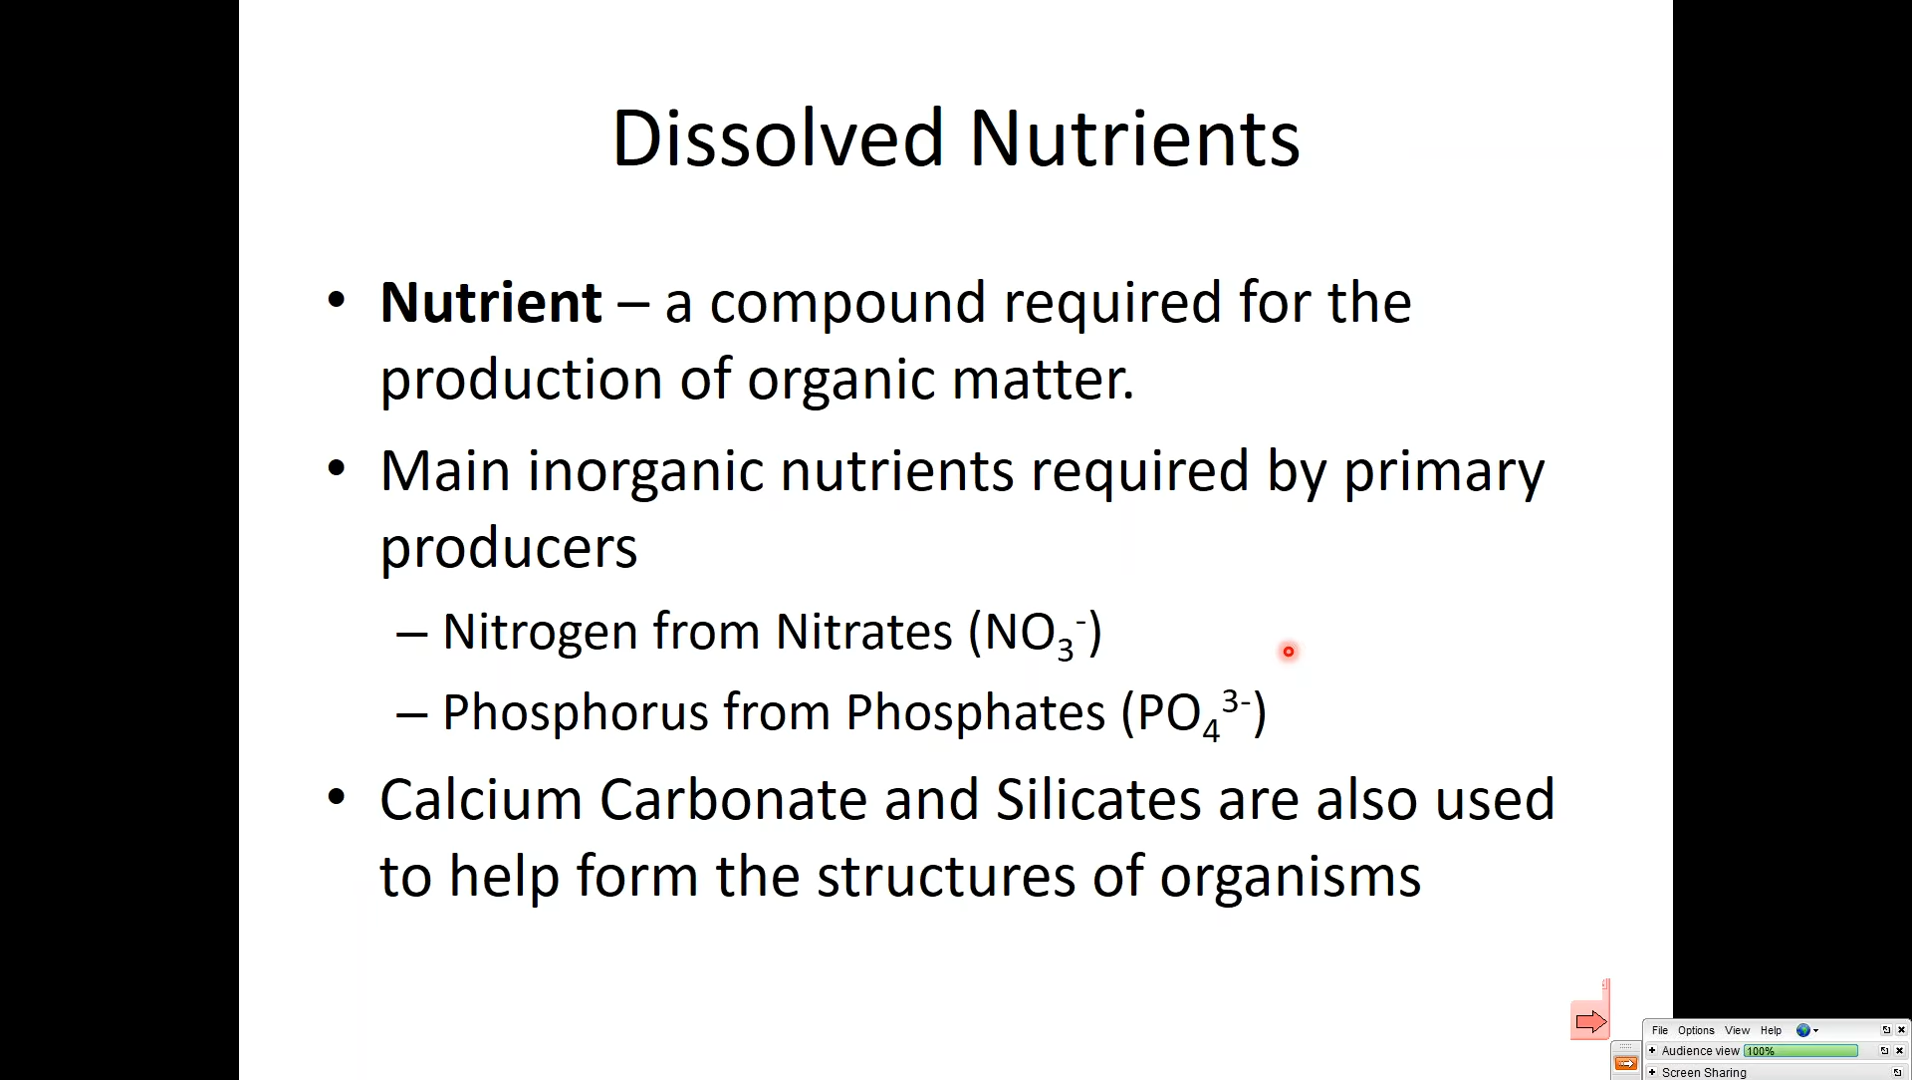 Dissolved Nutrients
• Nutrient – a compound required for the
production of organic matter.
• Main inorganic nutrients required by primary
producers
– Nitrogen from Nitrates (NO₃⁻)
– Phosphorus from Phosphates (PO₄³⁻)
• Calcium Carbonate and Silicates are also used
to help form the structures of organisms
File Options View Help
Audience view 100%
Screen Sharing